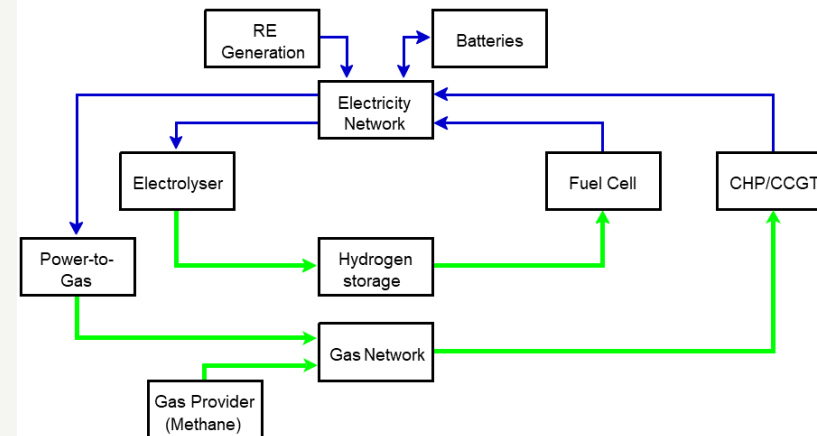 RE
Generation
Batteries
Electricity
Network
Electrolyser
Fuel Cell
CHP/CCGT
Power-to-
Gas
Hydrogen
storage
Gas Network
Gas Provider
(Methane)